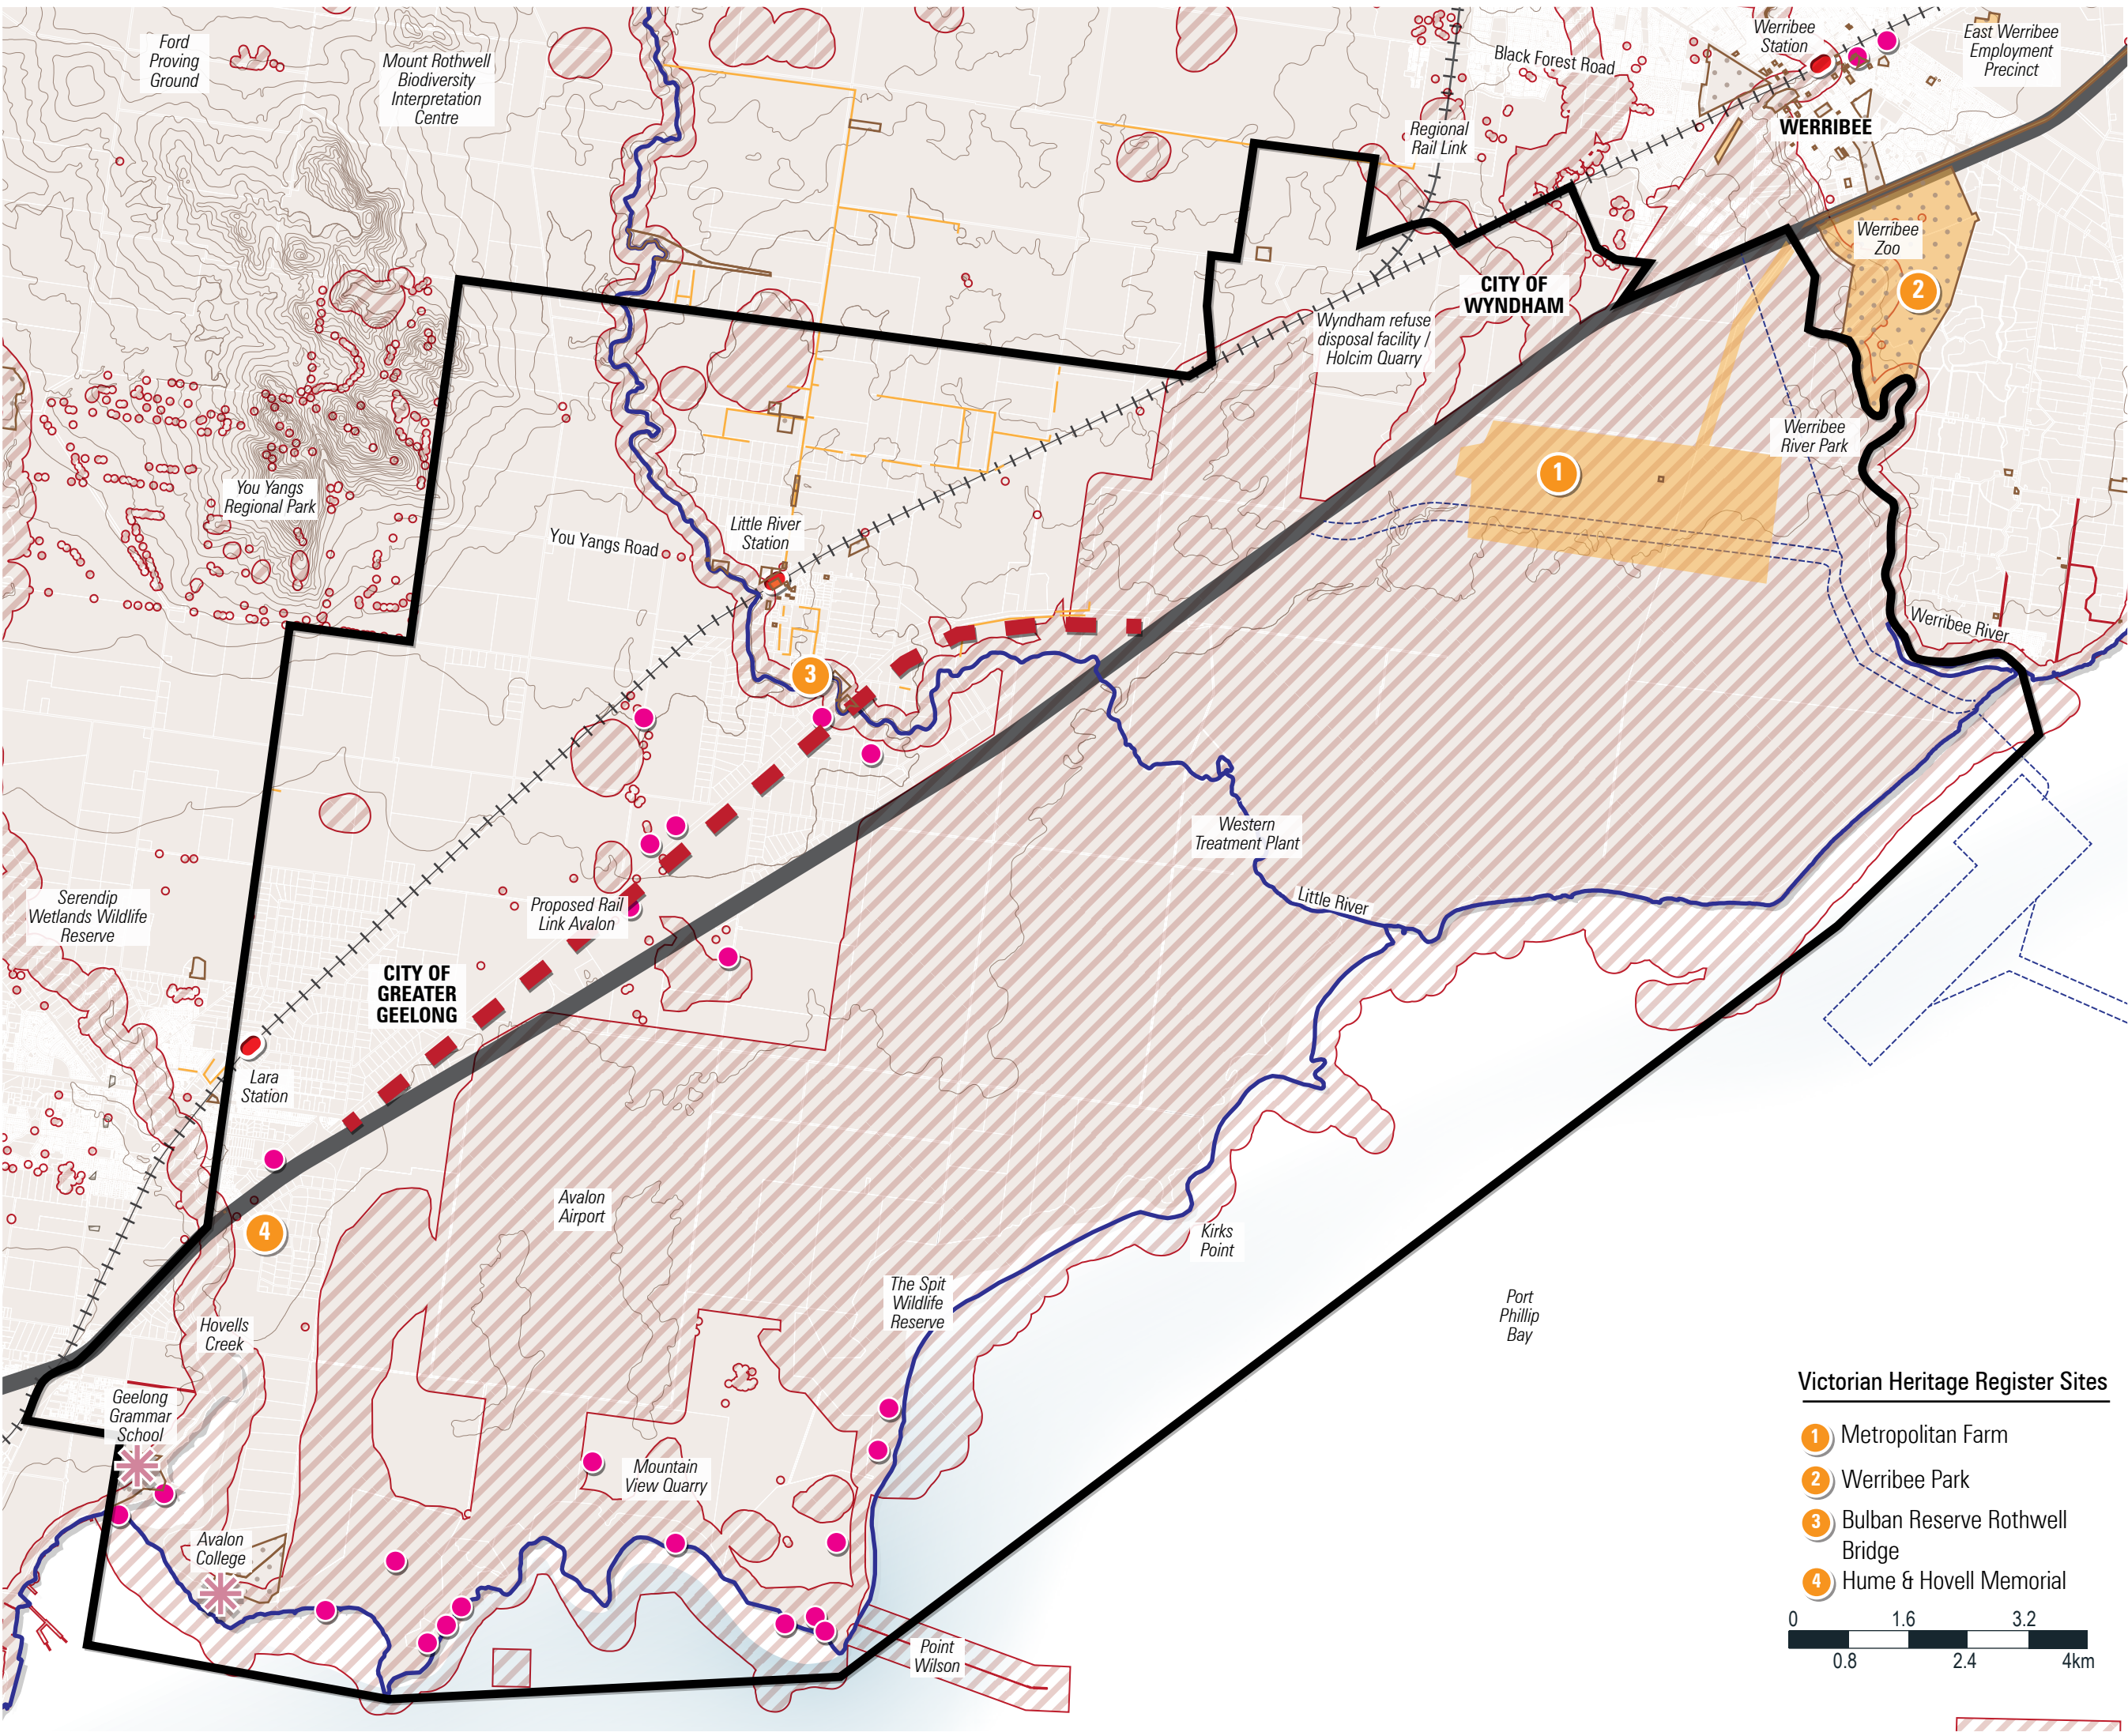 Ford
Proving
Ground
Mount Rothwell
Biodiversity
Interpretation
Centre
Black Forest Road
Werribee
Station
East Werribee
Employment
Precinct
Regional
Rail Link
WERRIBEE
Werribee
Zoo
2
CITY OF
WYNDHAM
Wyndham refuse
disposal facility /
Holcim Quarry
Werribee
River Park
1
You Yangs
Regional Park
You Yangs Road
Little River
Station
Werribee River
3
Western
Treatment Plant
Little River
Serendip
Wetlands Wildlife
Reserve
Proposed Rail
Link Avalon
CITY OF
GREATER
GEELONG
Lara
Station
4
Avalon
Airport
Kirks
Point
The Spit
Wildlife
Reserve
Port
Phillip
Bay
Hovells
Creek
Geelong
Grammar
School
Mountain
View Quarry
Avalon
College
Point
Wilson
Victorian Heritage Register Sites
1 Metropolitan Farm
2 Werribee Park
3 Bulban Reserve Rothwell
Bridge
4 Hume & Hovell Memorial
0 1.6 3.2
0.8 2.4 4km